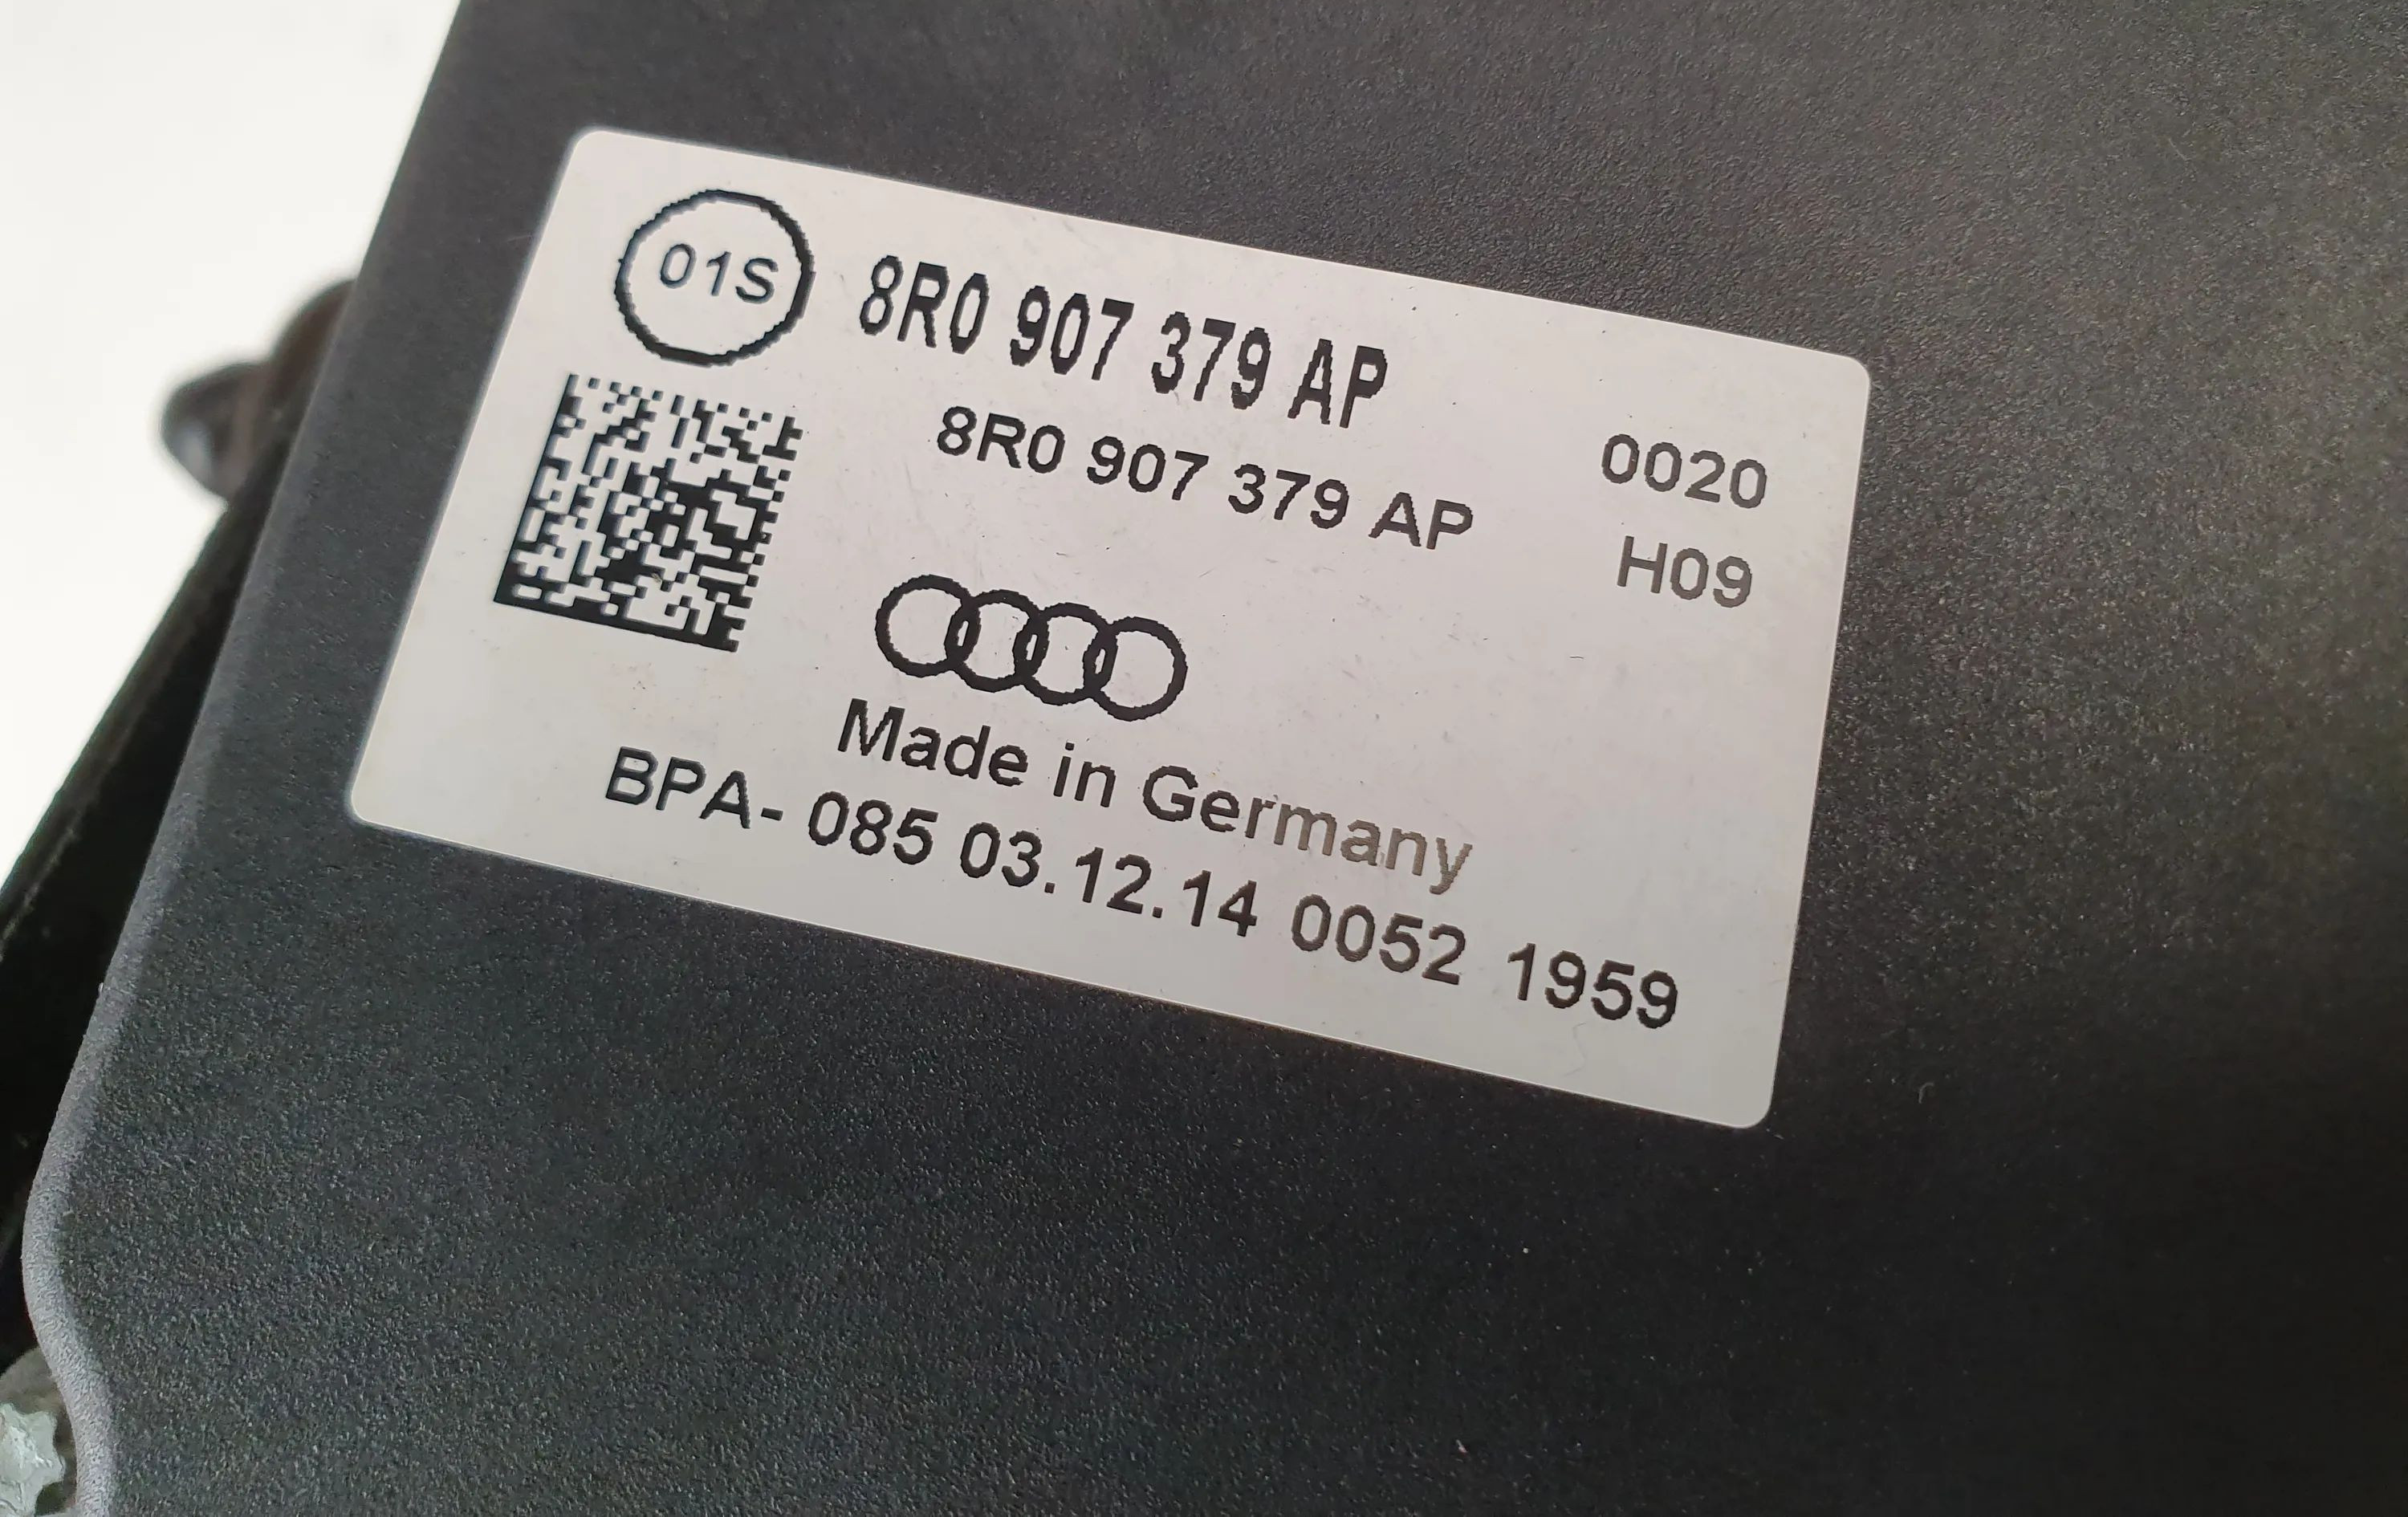 01S 8R0 907 379 AP
8R0 907 379 AP 0020
H09
Made in Germany
BPA- 085 03.12.14 0052 1959